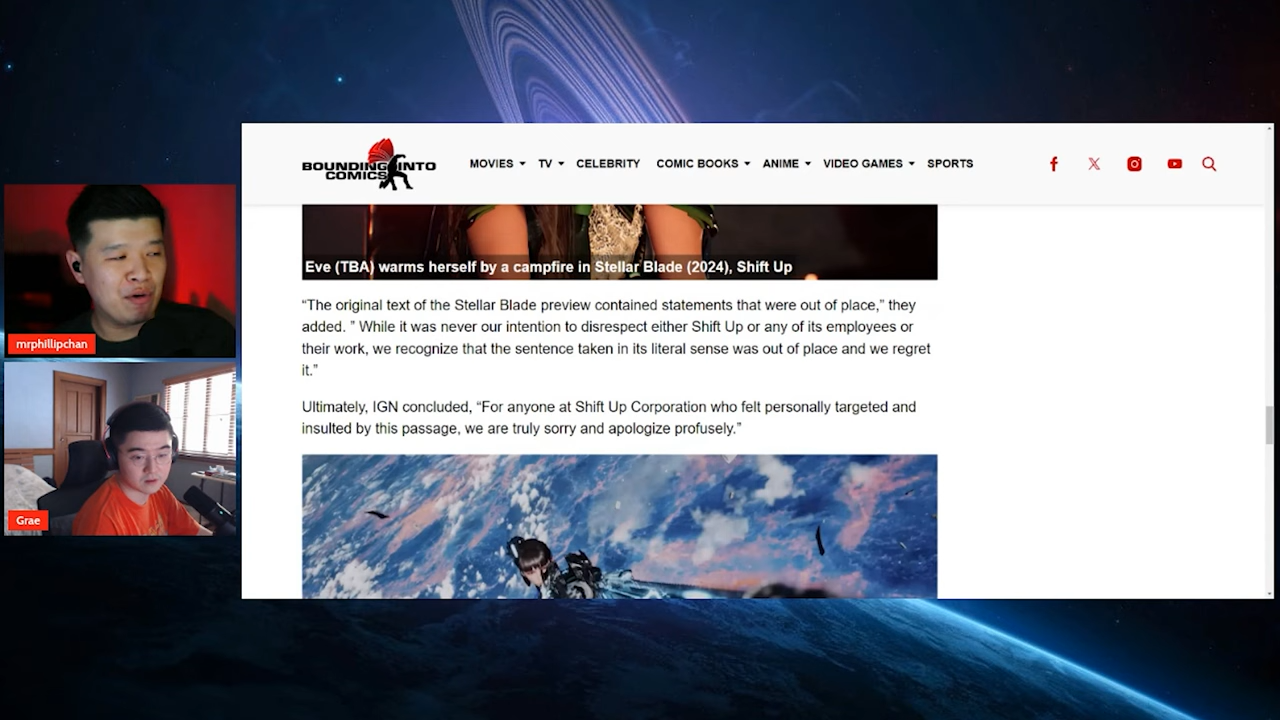 BOUNDING INTO
COMICS
MOVIES TV CELEBRITY COMIC BOOKS ANIME VIDEO GAMES SPORTS
Eve (TBA) warms herself by a campfire in Stellar Blade (2024), Shift Up
“The original text of the Stellar Blade preview contained statements that were out of place,” they
added. ” While it was never our intention to disrespect either Shift Up or any of its employees or
their work, we recognize that the sentence taken in its literal sense was out of place and we regret
it.”
Ultimately, IGN concluded, “For anyone at Shift Up Corporation who felt personally targeted and
insulted by this passage, we are truly sorry and apologize profusely.”
mrphillipchan
Grae